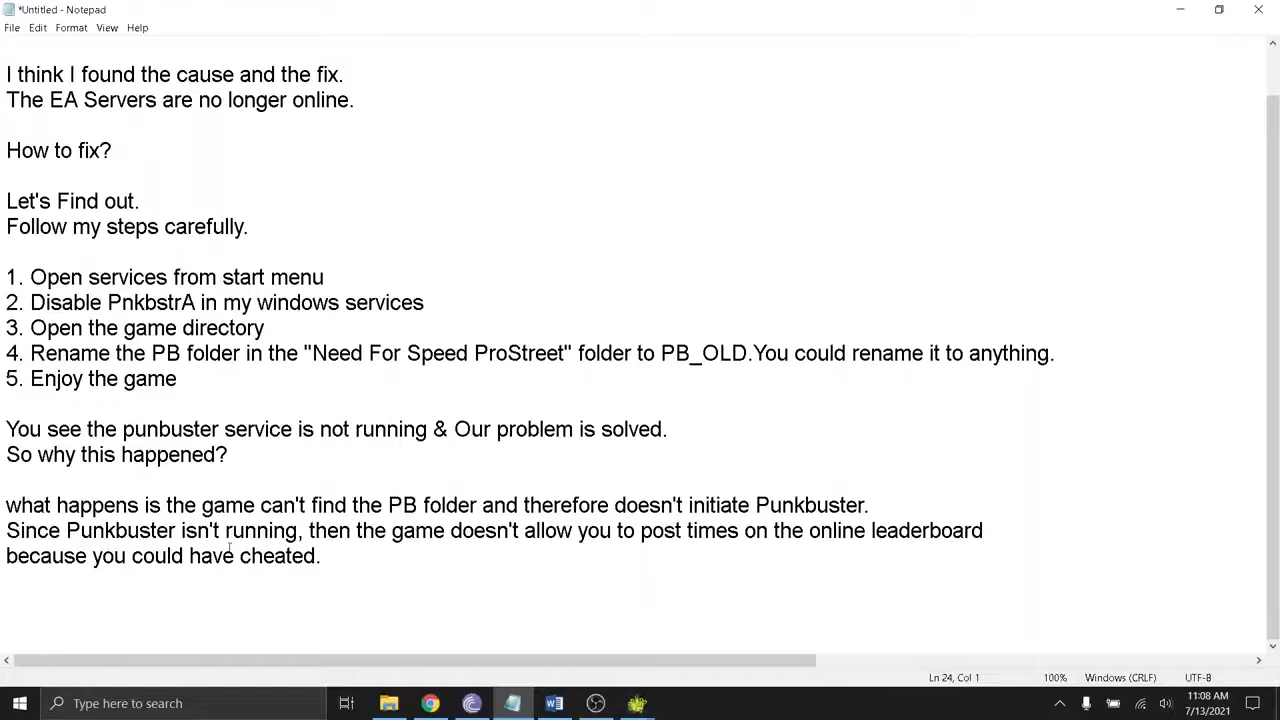 *Untitled - Notepad
File Edit Format View Help
I think I found the cause and the fix.
The EA Servers are no longer online.
How to fix?
Let's Find out.
Follow my steps carefully.
1. Open services from start menu
2. Disable PnkbstrA in my windows services
3. Open the game directory
4. Rename the PB folder in the "Need For Speed ProStreet" folder to PB_OLD.You could rename it to anything.
5. Enjoy the game
You see the punbuster service is not running & Our problem is solved.
So why this happened?
what happens is the game can't find the PB folder and therefore doesn't initiate Punkbuster.
Since Punkbuster isn't running, then the game doesn't allow you to post times on the online leaderboard
because you could have cheated.
Ln 24, Col 1 100% Windows (CRLF) UTF-8
Type here to search
11:08 AM
7/13/2021